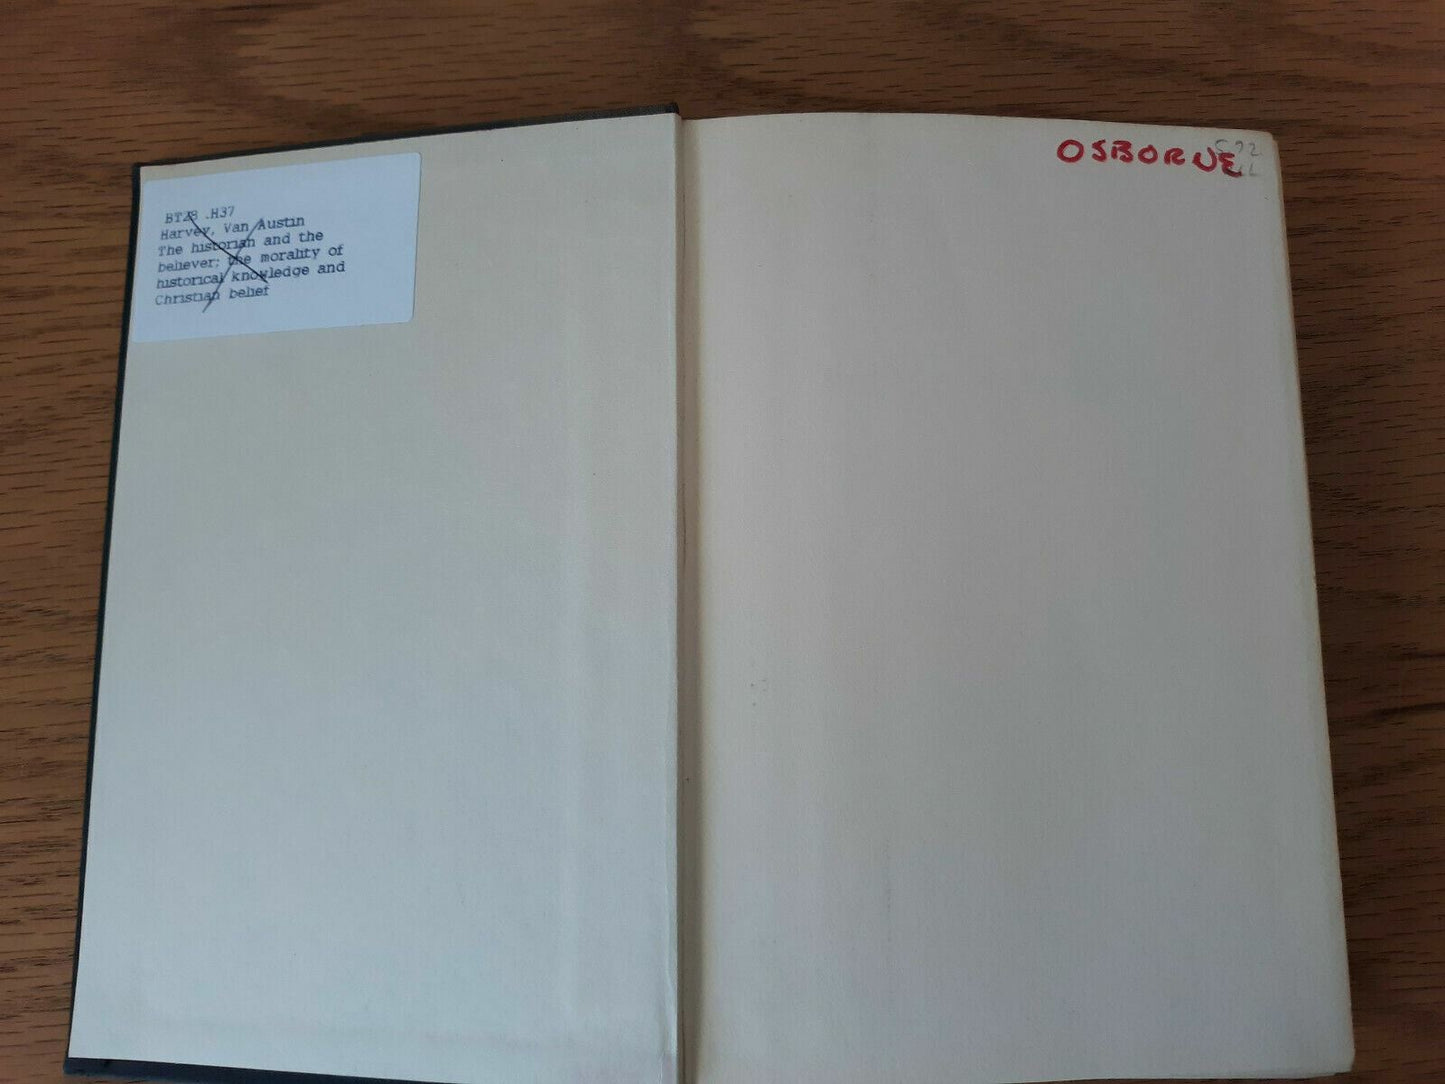 BT28 .H37
Harvey, Van Austin
The historian and the
believer; the morality of
historical knowledge and
Christian belief
OSBORNE